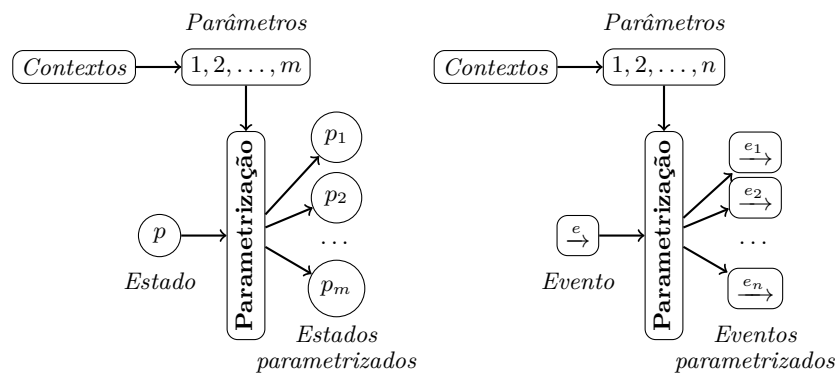 Parâmetros
Contextos
1, 2, . . . , m
Parametrização
p₁
p₂
. . .
pₘ
p
Estado
Estados
parametrizados
Parâmetros
Contextos
1, 2, . . . , n
Parametrização
e₁
e₂
. . .
eₙ
e
Evento
Eventos
parametrizados